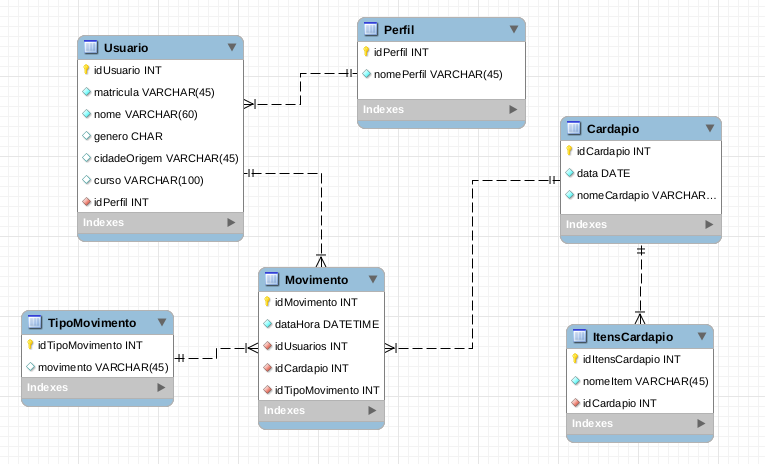 Usuario
idUsuario INT
matricula VARCHAR(45)
nome VARCHAR(60)
genero CHAR
cidadeOrigem VARCHAR(45)
curso VARCHAR(100)
idPerfil INT
Indexes
Perfil
idPerfil INT
nomePerfil VARCHAR(45)
Indexes
Cardapio
idCardapio INT
data DATE
nomeCardapio VARCHAR...
Indexes
Movimento
idMovimento INT
dataHora DATETIME
idUsuarios INT
idCardapio INT
idTipoMovimento INT
Indexes
TipoMovimento
idTipoMovimento INT
movimento VARCHAR(45)
Indexes
ItensCardapio
idItensCardapio INT
nomeItem VARCHAR(45)
idCardapio INT
Indexes